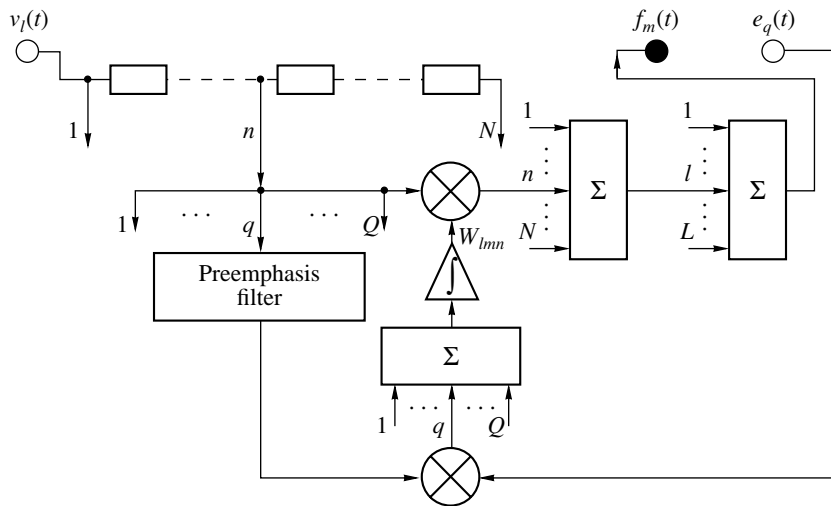 v_l(t) f_m(t) e_q(t)
1 n N 1
n Σ l Σ
1 ... q ... Q N L
W_lmn
Preemphasis
filter
∫
Σ
1 ... q ... Q
1